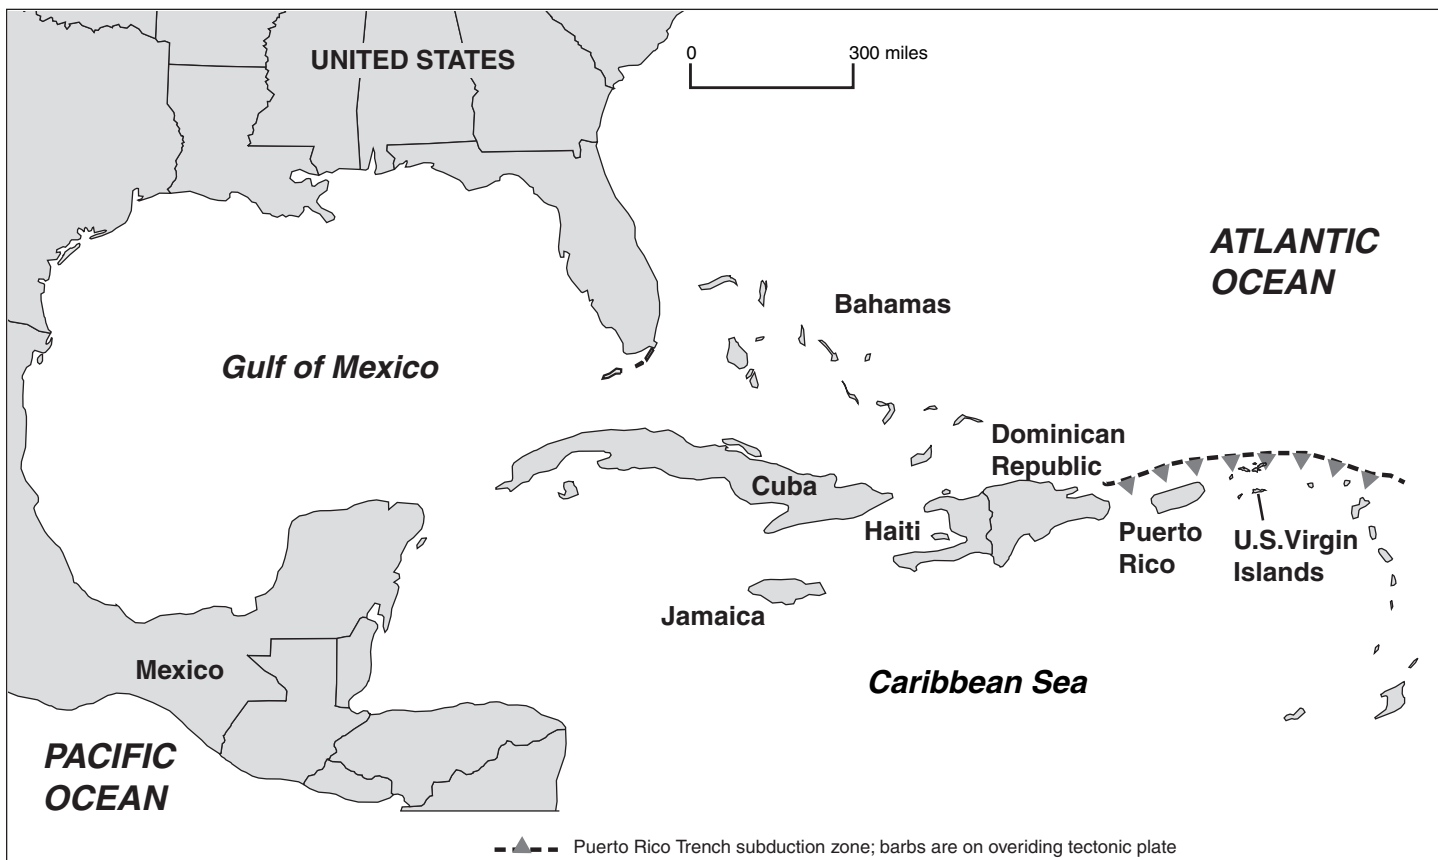 UNITED STATES
0
300 miles
ATLANTIC
OCEAN
Bahamas
Gulf of Mexico
Dominican
Republic
Cuba
Haiti
Puerto
Rico
U.S.Virgin
Islands
Jamaica
Mexico
Caribbean Sea
PACIFIC
OCEAN
Puerto Rico Trench subduction zone; barbs are on overiding tectonic plate